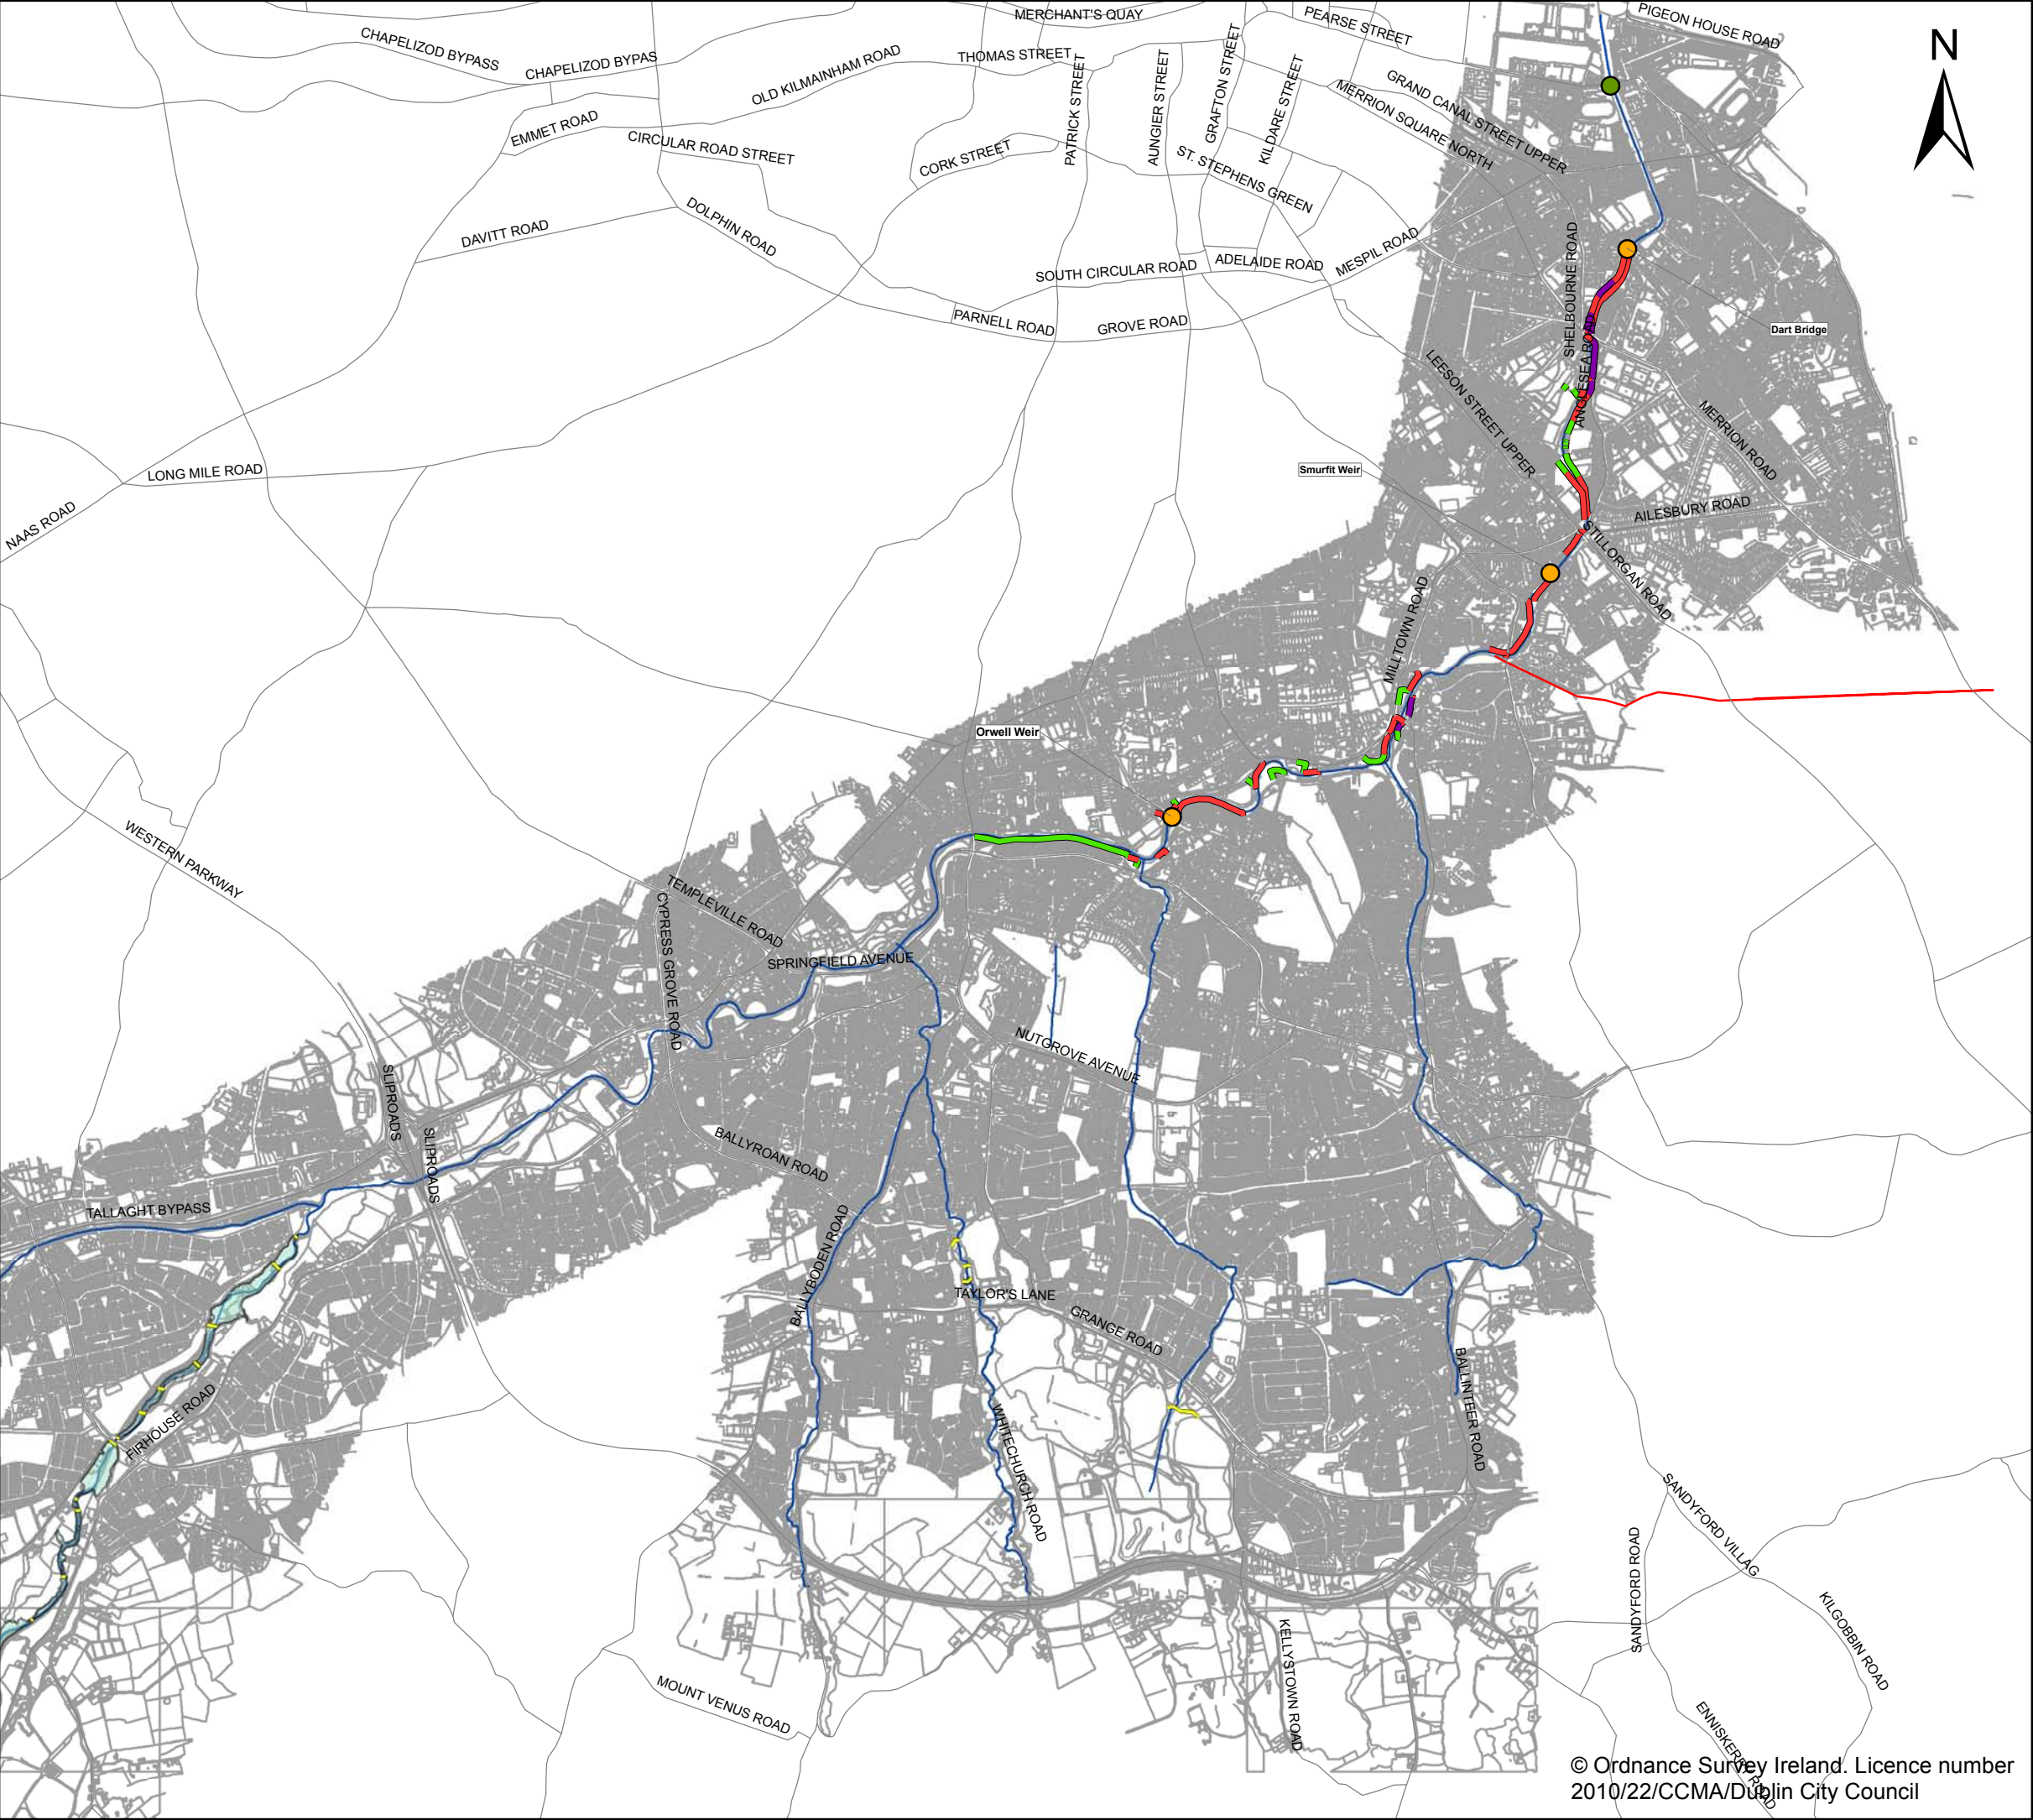 MERCHANT'S QUAY
PEARSE STREET
PIGEON HOUSE ROAD
CHAPELIZOD BYPASS
CHAPELIZOD BYPAS
OLD KILMAINHAM ROAD
THOMAS STREET
PATRICK STREET
AUNGIER STREET
GRAFTON STREET
KILDARE STREET
N
GRAND CANAL STREET UPPER
MERRION SQUARE NORTH
EMMET ROAD
CIRCULAR ROAD STREET
CORK STREET
ST. STEPHENS GREEN
DAVITT ROAD
DOLPHIN ROAD
SOUTH CIRCULAR ROAD
ADELAIDE ROAD
MESPIL ROAD
SHELBOURNE ROAD
PARNELL ROAD
GROVE ROAD
Dart Bridge
ANGLESEA ROAD
LEESON STREET UPPER
MERRION ROAD
LONG MILE ROAD
Smurfit Weir
NAAS ROAD
AILESBURY ROAD
STILLORGAN ROAD
MILLTOWN ROAD
Orwell Weir
WESTERN PARKWAY
TEMPLEVILLE ROAD
CYPRESS GROVE ROAD
SPRINGFIELD AVENUE
NUTGROVE AVENUE
SLIPROADS
SLIPROADS
BALLYROAN ROAD
TALLAGHT BYPASS
BALLYBODEN ROAD
TAYLOR'S LANE
GRANGE ROAD
FIRHOUSE ROAD
BALLINTEER ROAD
WHITECHURCH ROAD
SANDYFORD VILLAG
SANDYFORD ROAD
KILGOBBIN ROAD
KELLYSTOWN ROAD
MOUNT VENUS ROAD
ENNISKERRY ROAD
© Ordnance Survey Ireland. Licence number
2010/22/CCMA/Dublin City Council